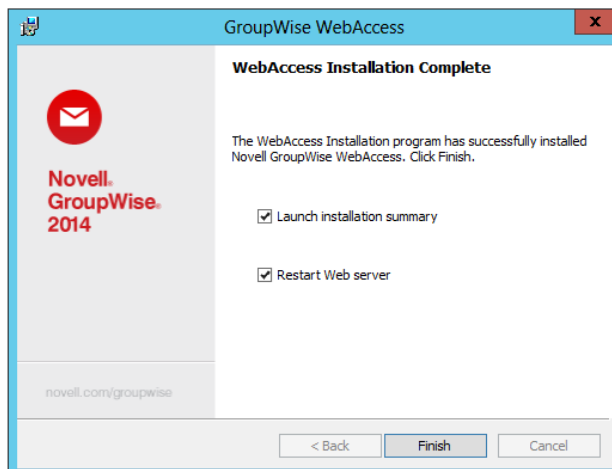 GroupWise WebAccess
x
WebAccess Installation Complete
Novell®
GroupWise®
2014
The WebAccess Installation program has successfully installed
Novell GroupWise WebAccess. Click Finish.
Launch installation summary
Restart Web server
novell.com/groupwise
< Back
Finish
Cancel